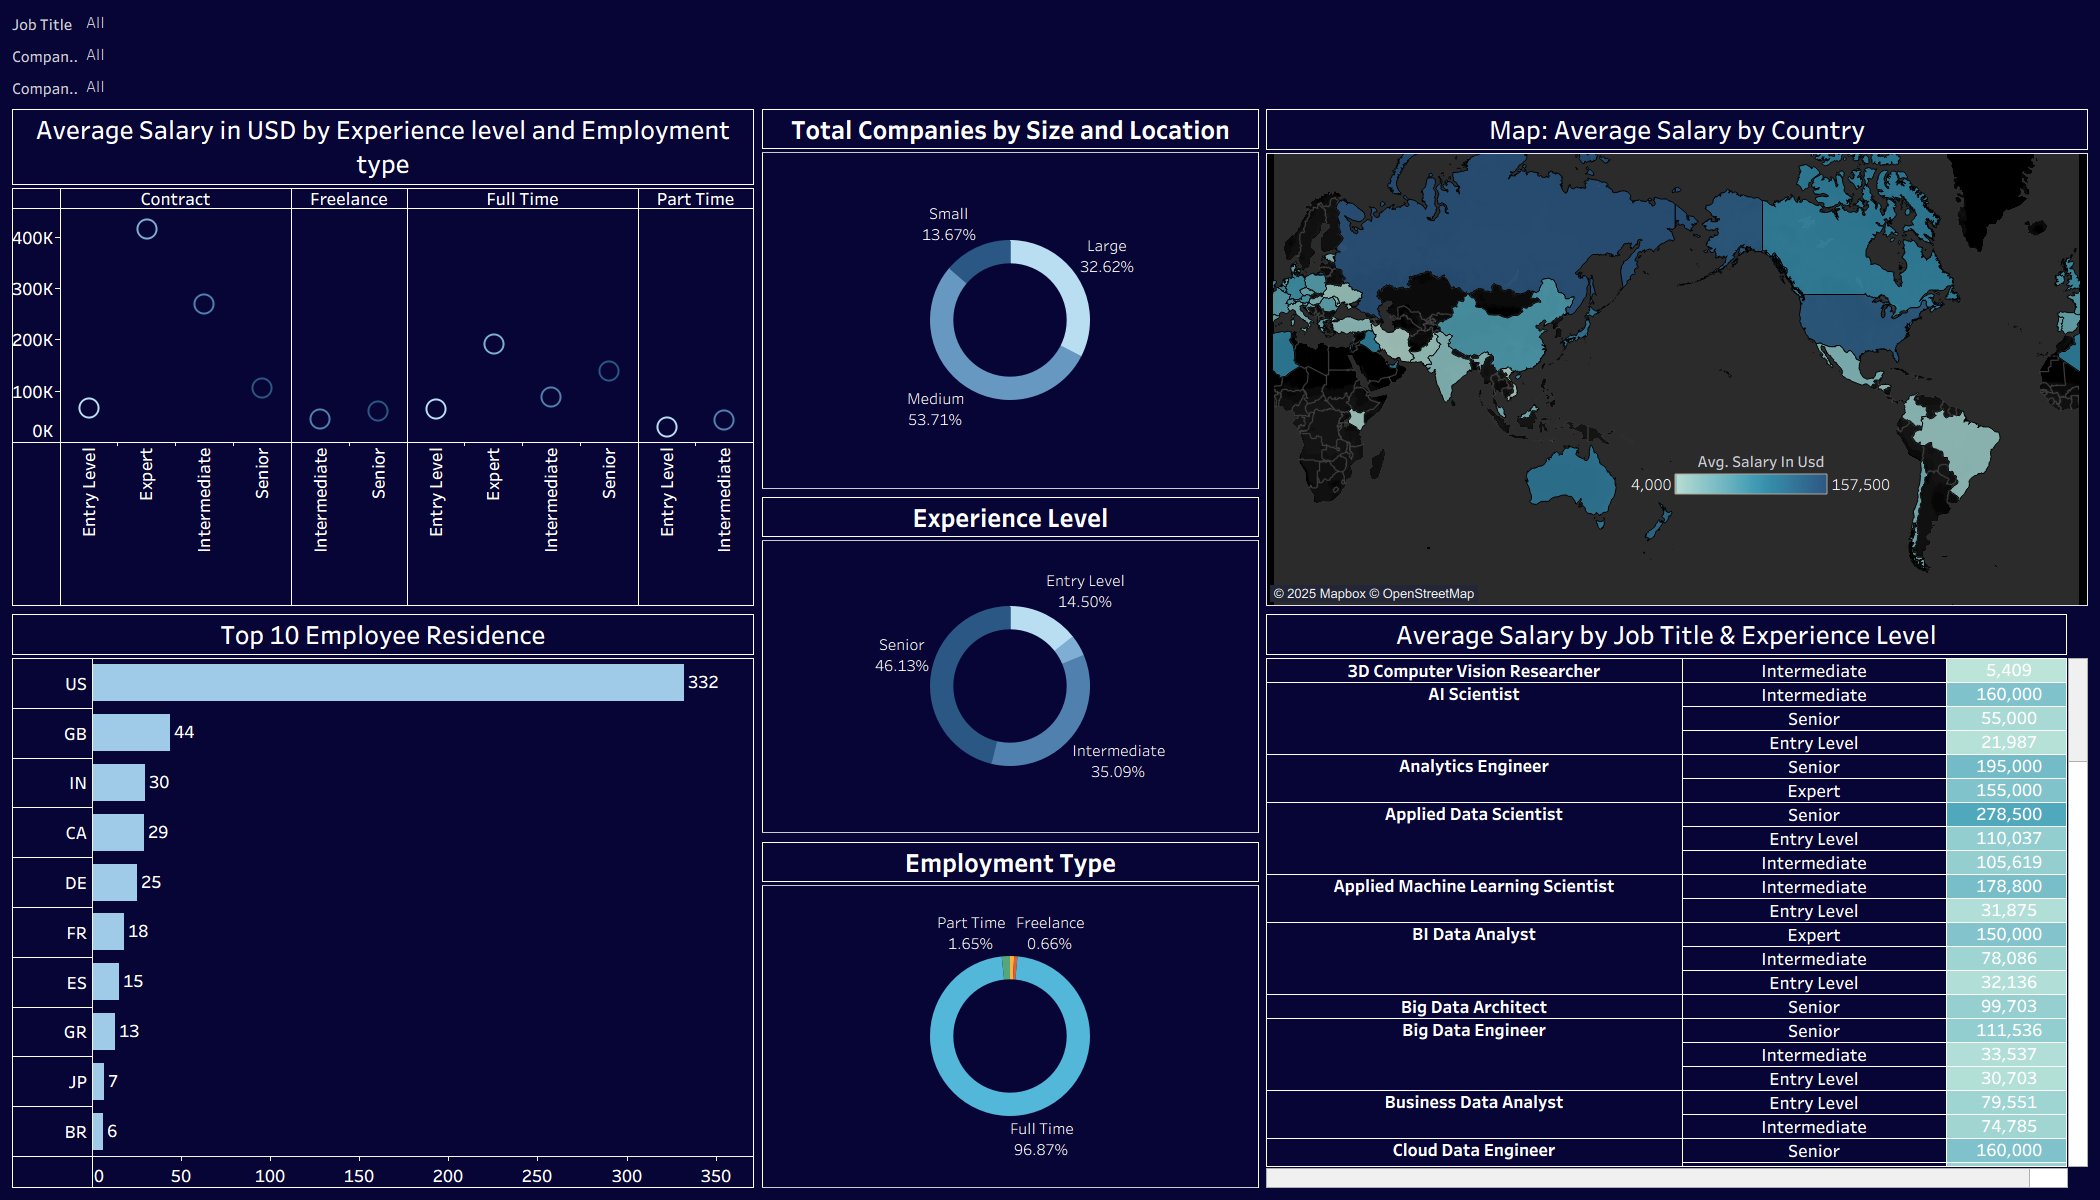 Job Title All
Compan.. All
Compan.. All
Average Salary in USD by Experience level and Employment
type
Contract Freelance Full Time Part Time
400K
300K
200K
100K
0K
Entry Level
Expert
Intermediate
Senior
Intermediate
Senior
Entry Level
Expert
Intermediate
Senior
Entry Level
Intermediate
Top 10 Employee Residence
US 332
GB 44
IN 30
CA 29
DE 25
FR 18
ES 15
GR 13
JP 7
BR 6
0 50 100 150 200 250 300 350
Total Companies by Size and Location
Small
13.67%
Large
32.62%
Medium
53.71%
Experience Level
Entry Level
14.50%
Senior
46.13%
Intermediate
35.09%
Employment Type
Part Time Freelance
1.65% 0.66%
Full Time
96.87%
Map: Average Salary by Country
Avg. Salary In Usd
4,000 157,500
© 2025 Mapbox © OpenStreetMap
Average Salary by Job Title & Experience Level
3D Computer Vision Researcher Intermediate 5,409
AI Scientist Intermediate 160,000
Senior 55,000
Entry Level 21,987
Analytics Engineer Senior 195,000
Expert 155,000
Applied Data Scientist Senior 278,500
Entry Level 110,037
Intermediate 105,619
Applied Machine Learning Scientist Intermediate 178,800
Entry Level 31,875
BI Data Analyst Expert 150,000
Intermediate 78,086
Entry Level 32,136
Big Data Architect Senior 99,703
Big Data Engineer Senior 111,536
Intermediate 33,537
Entry Level 30,703
Business Data Analyst Entry Level 79,551
Intermediate 74,785
Cloud Data Engineer Senior 160,000